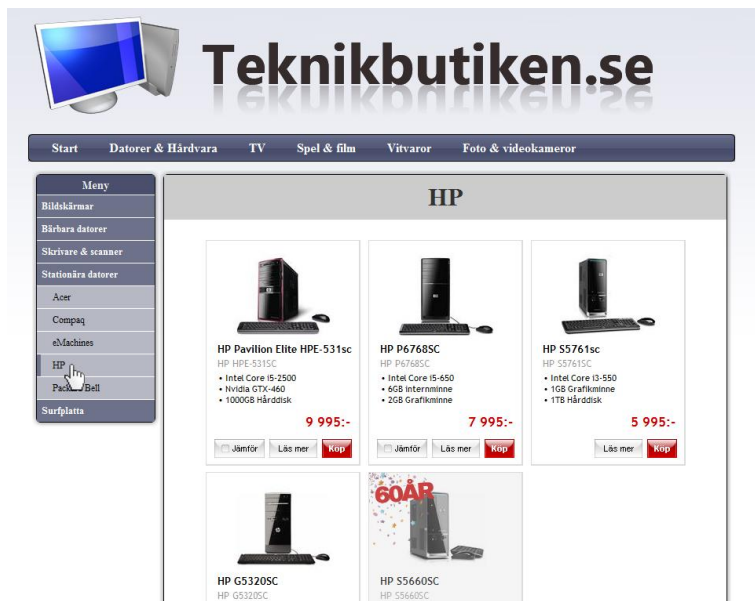 Teknikbutiken.se
Start Datorer & Hårdvara TV Spel & film Vitvaror Foto & videokameror
Meny
Bildskärmar
Bärbara datorer
Skrivare & scanner
Stationära datorer
Acer
Compaq
eMachines
HP
Bell
Surfplatta
HP
HP Pavilion Elite HPE-531sc
HP HPE-531SC
• Intel Core i5-2500
• Nvidia GTX-460
• 1000GB Hårddisk
9 995:-
Jämför Läs mer Köp
HP P6768SC
HP P6768SC
• Intel Core i5-650
• 6GB internminne
• 2GB Grafikminne
7 995:-
Jämför Läs mer Köp
HP S5761sc
HP S5761SC
• Intel Core i3-550
• 1GB Grafikminne
• 1TB Hårddisk
5 995:-
Läs mer Köp
HP G5320SC
HP G5320SC
60ÅR
HP S5660SC
HP S5660SC